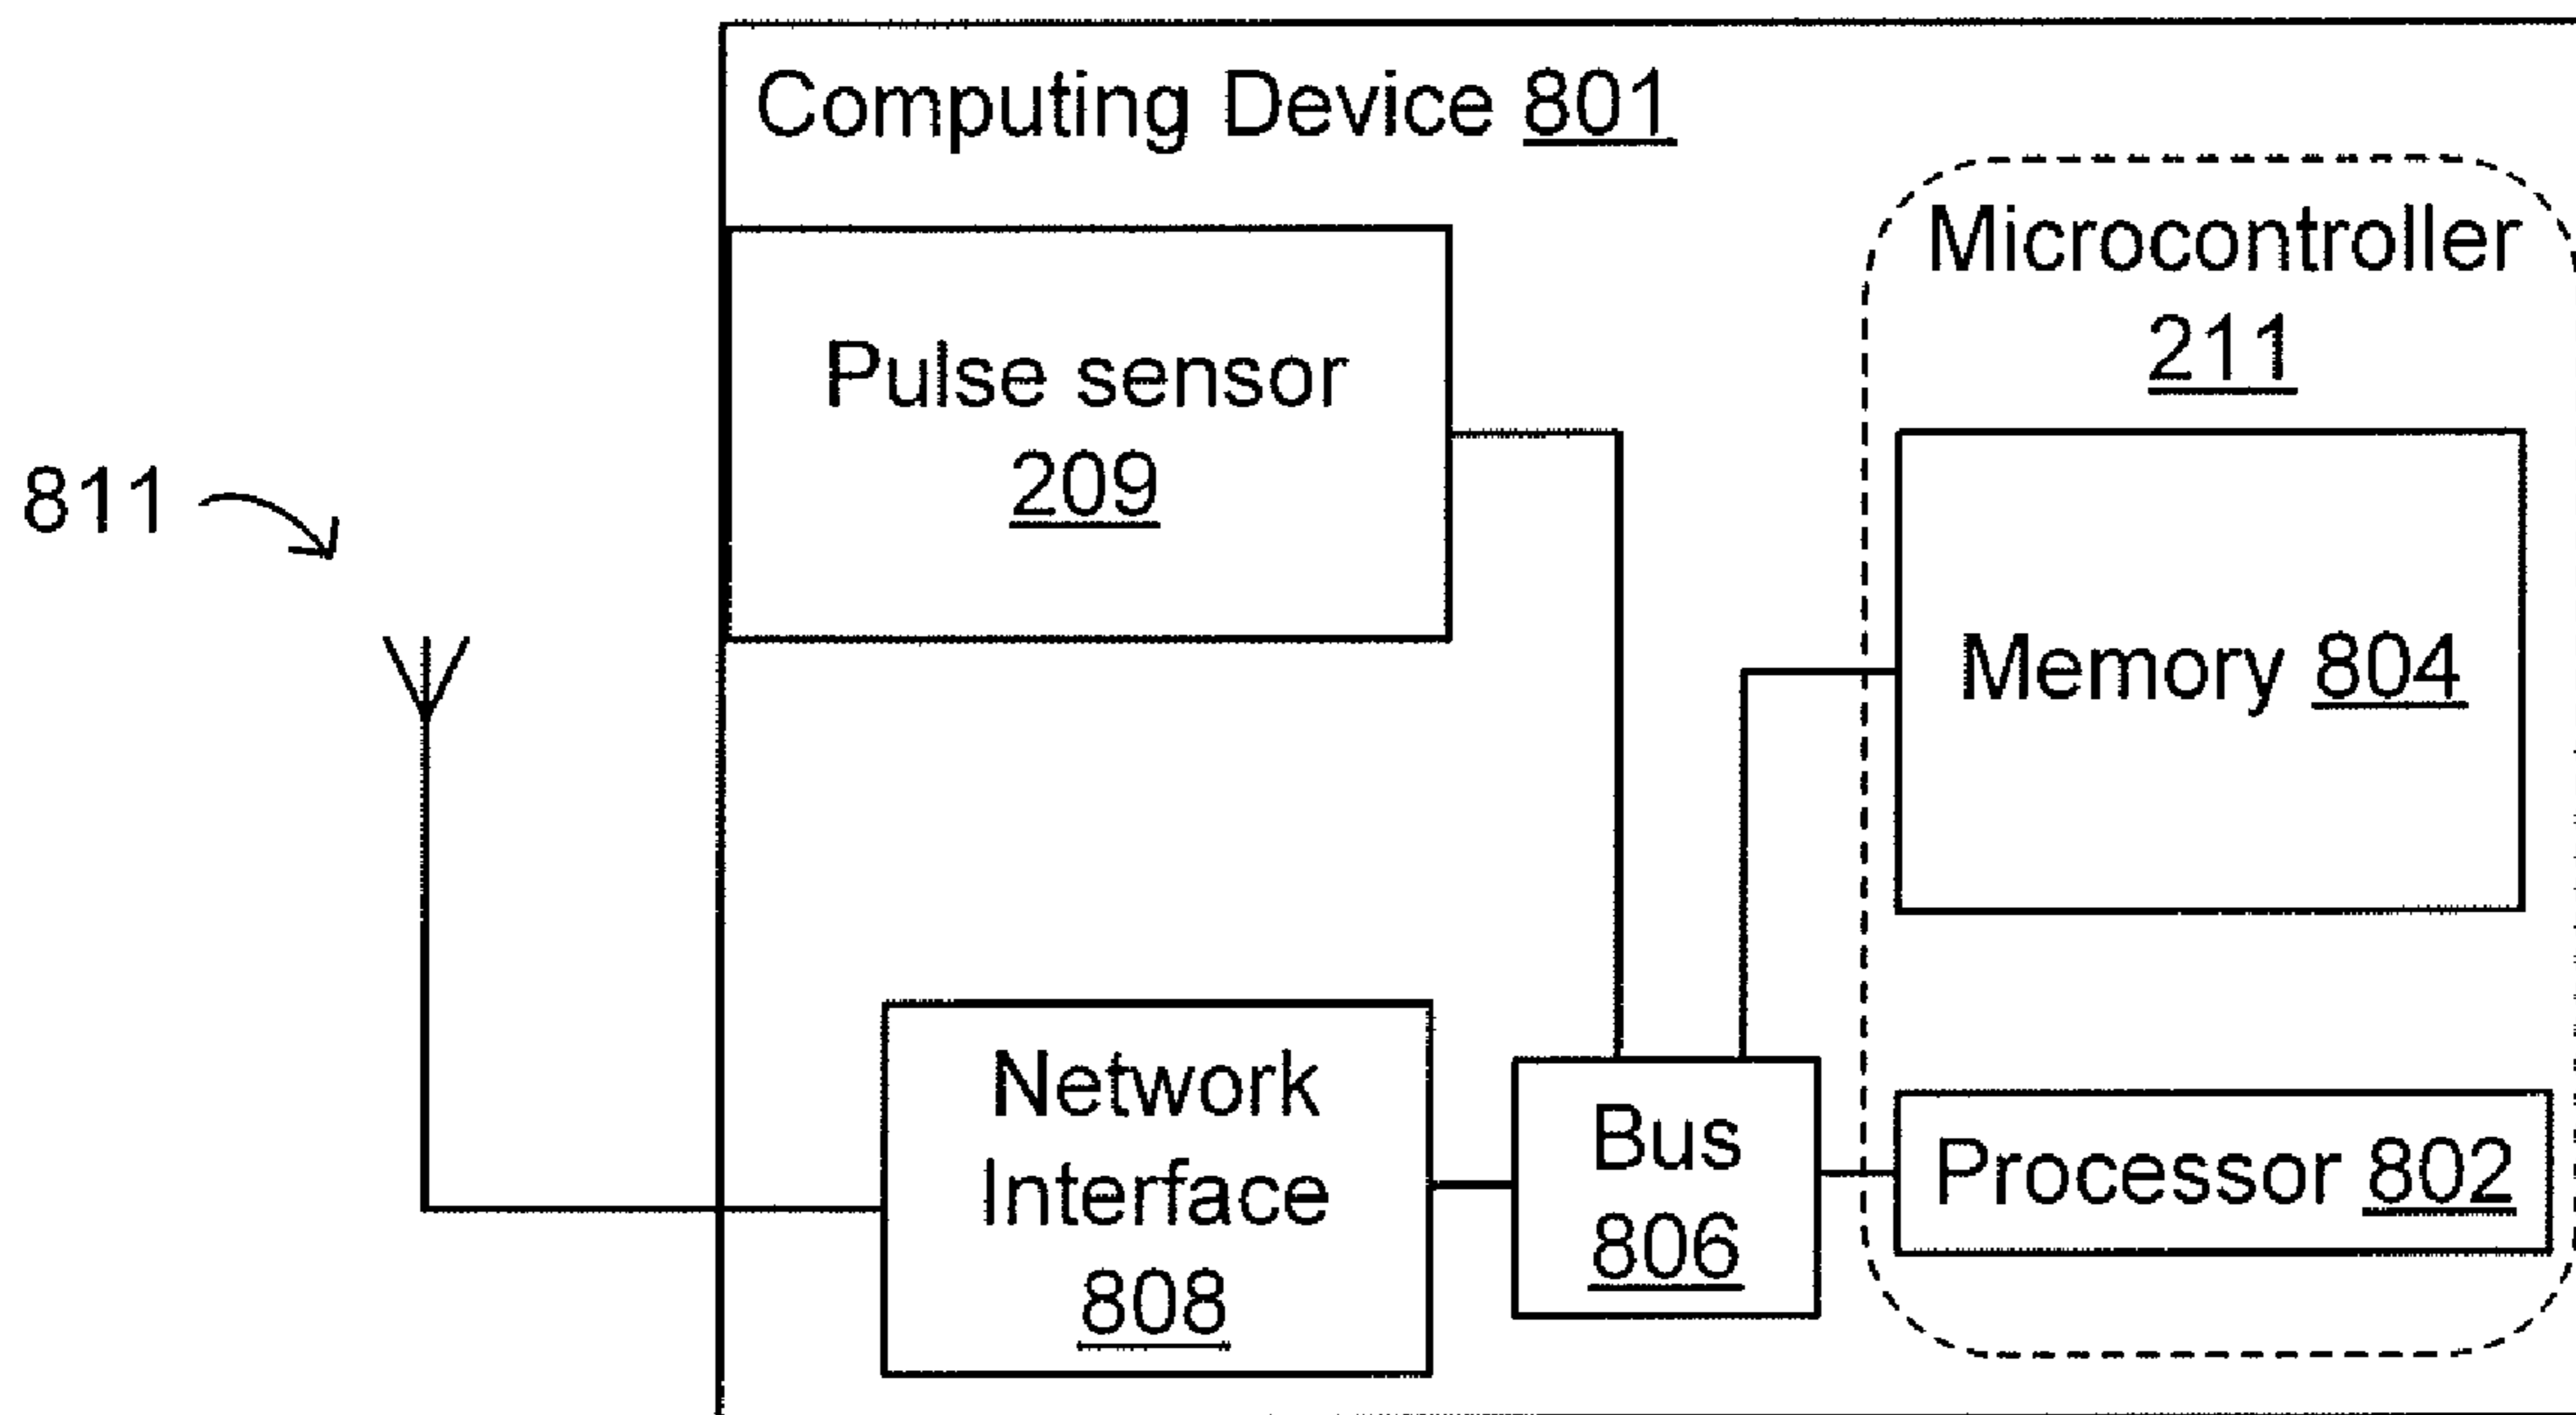 Computing Device 801
Microcontroller
211
Pulse sensor
209
811
Memory 804
Network
Interface
808
Bus
806
Processor 802